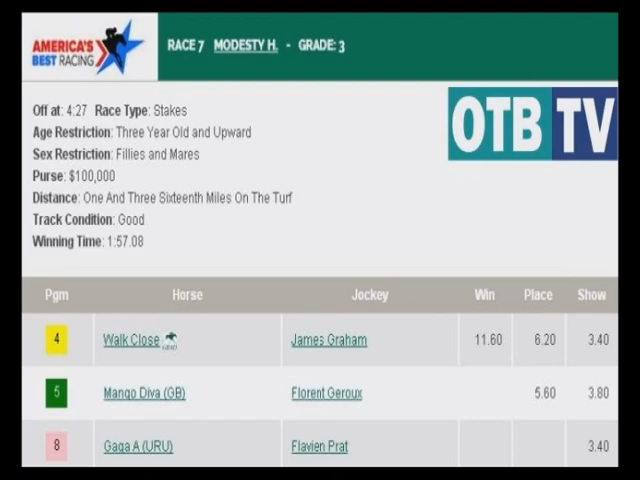 AMERICA'S
BEST RACING
RACE 7 MODESTY H. - GRADE: 3
Off at: 4:27 Race Type: Stakes
OTB TV
Age Restriction: Three Year Old and Upward
Sex Restriction: Fillies and Mares
Purse: $100,000
Distance: One And Three Sixteenth Miles On The Turf
Track Condition: Good
Winning Time: 1:57.08
Pgm Horse Jockey Win Place Show
4 Walk Close James Graham 11.60 6.20 3.40
5 Mango Diva (GB) Florent Geroux 5.60 3.80
8 Gaga A (URU) Flavien Prat 3.40